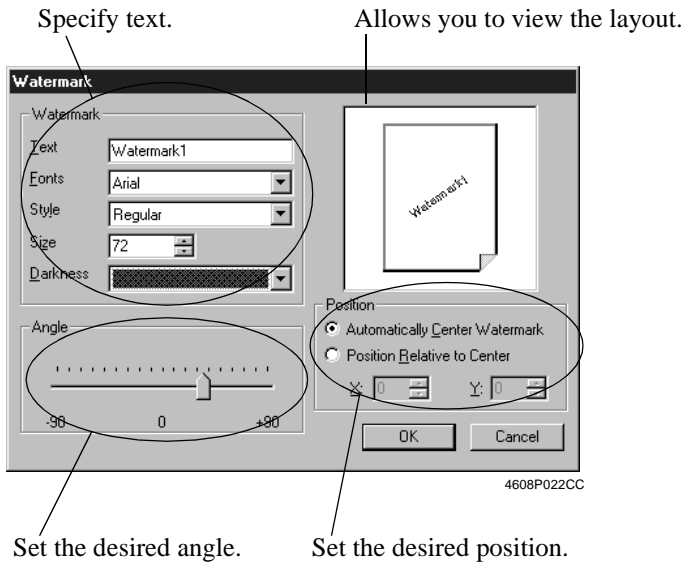 Specify text.
Allows you to view the layout.
Watermark
Watermark
Text
Watermark1
Fonts
Arial
Style
Regular
Size
72
Darkness
Watermark1
Position
Automatically Center Watermark
Position Relative to Center
X: 0
Y: 0
Angle
-90 0 +90
OK
Cancel
4608P022CC
Set the desired angle.
Set the desired position.